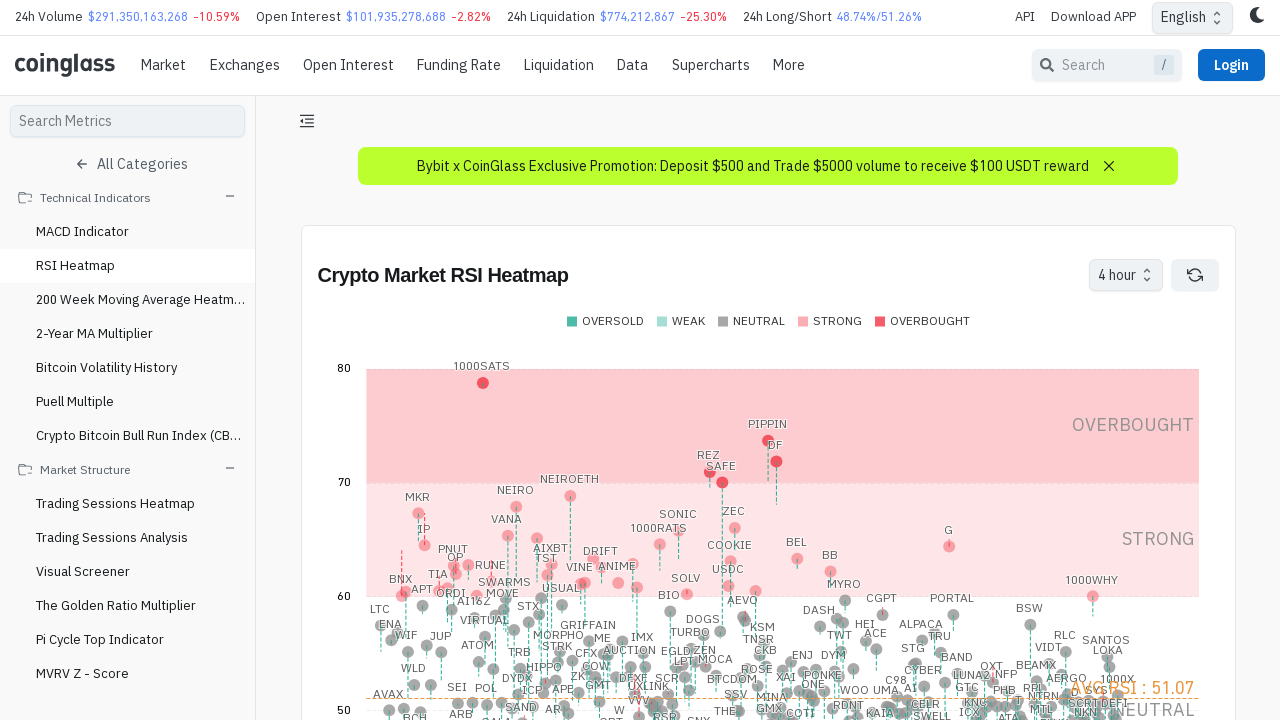 24h Volume $291,350,163,268 -10.59% Open Interest $101,935,278,688 -2.82% 24h Liquidation $774,212,867 -25.30% 24h Long/Short 48.74%/51.26% API Download APP English
coinglass Market Exchanges Open Interest Funding Rate Liquidation Data Supercharts More Search / Login
Search Metrics
All Categories
Technical Indicators
MACD Indicator
RSI Heatmap
200 Week Moving Average Heatm...
2-Year MA Multiplier
Bitcoin Volatility History
Puell Multiple
Crypto Bitcoin Bull Run Index (CB...
Market Structure
Trading Sessions Heatmap
Trading Sessions Analysis
Visual Screener
The Golden Ratio Multiplier
Pi Cycle Top Indicator
MVRV Z - Score
Bybit x CoinGlass Exclusive Promotion: Deposit $500 and Trade $5000 volume to receive $100 USDT reward
Crypto Market RSI Heatmap 4 hour
OVERSOLD WEAK NEUTRAL STRONG OVERBOUGHT
80
1000SATS
PIPPIN
OVERBOUGHT
DF
REZ
SAFE
70
NEIROETH
NEIRO
MKR
SONIC
ZEC
VANA
IP
1000RATS
G
STRONG
BEL
COOKIE
PNUT
AIXBT
DRIFT
BB
OP
TST
RUNE
VINE
ANIME
USDC
TIA
BNX
SWARMS
SOLV
1000WHY
MYRO
APT
USUAL
60
ORDI
MOVE
BIO
AI16Z
AEVO
CGPT
PORTAL
LTC
STX
DASH
BSW
VIRTUAL
DOGS
ENA
GRIFFAIN
KSM
HEI
ALPACA
WIF
JUP
MORPHO
ME
IMX
TURBO
TNSR
TWT
ACE
TRU
RLC
ATOM
STRK
CFX
AUCTION
EGLD
ZEN
CKB
STG
VIDT
SANTOS
TRB
ENJ
DYM
BAND
LOKA
WLD
HIPPO
COW
LPT
MOCA
ROSE
CYBER
OXT
BEAMX
DYDX
ZK
DEXE
SCR
BTCDOM
XAI
PONKE
C98
LUNA2
INFP
AERGO
1000X
SEI
POL
ICP
APE
GMT
UXLINK
ONE
WOO
UMA
AI
GTC
PHB
RPL
AVG RSI : 51.07
AVAX
SSV
MINA
NTRN
SAND
RDNT
CELR
KNC
SCRT
DEFI
BCH
ARB
THE
GMX
COTI
KAIA
SWELL
ICX
ATA
MTL
NKN
NEUTRAL
50